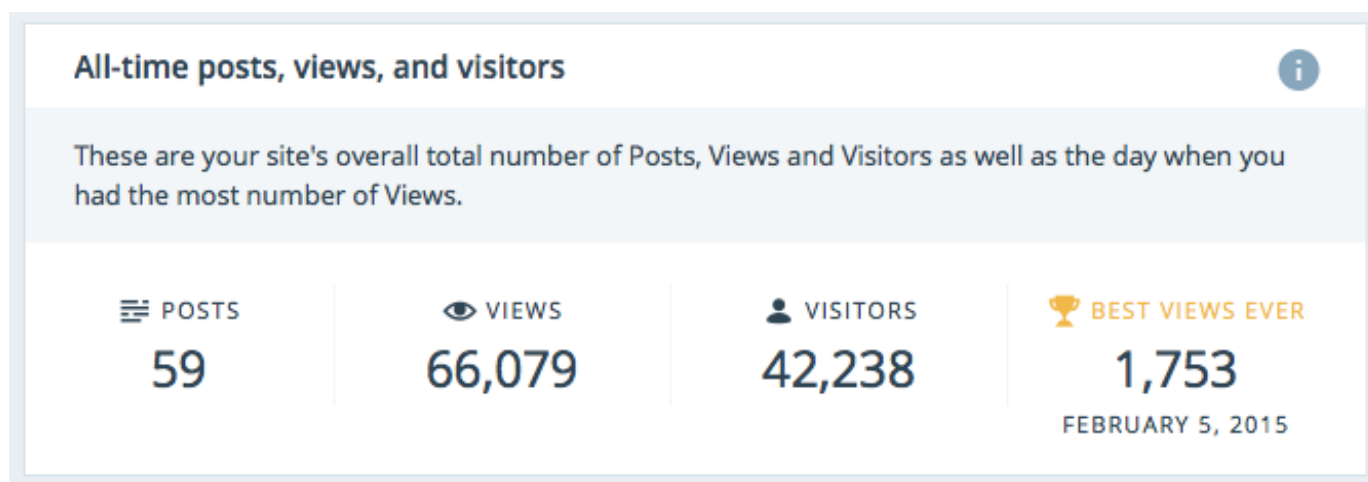 All-time posts, views, and visitors
These are your site's overall total number of Posts, Views and Visitors as well as the day when you
had the most number of Views.
POSTS
59
VIEWS
66,079
VISITORS
42,238
BEST VIEWS EVER
1,753
FEBRUARY 5, 2015